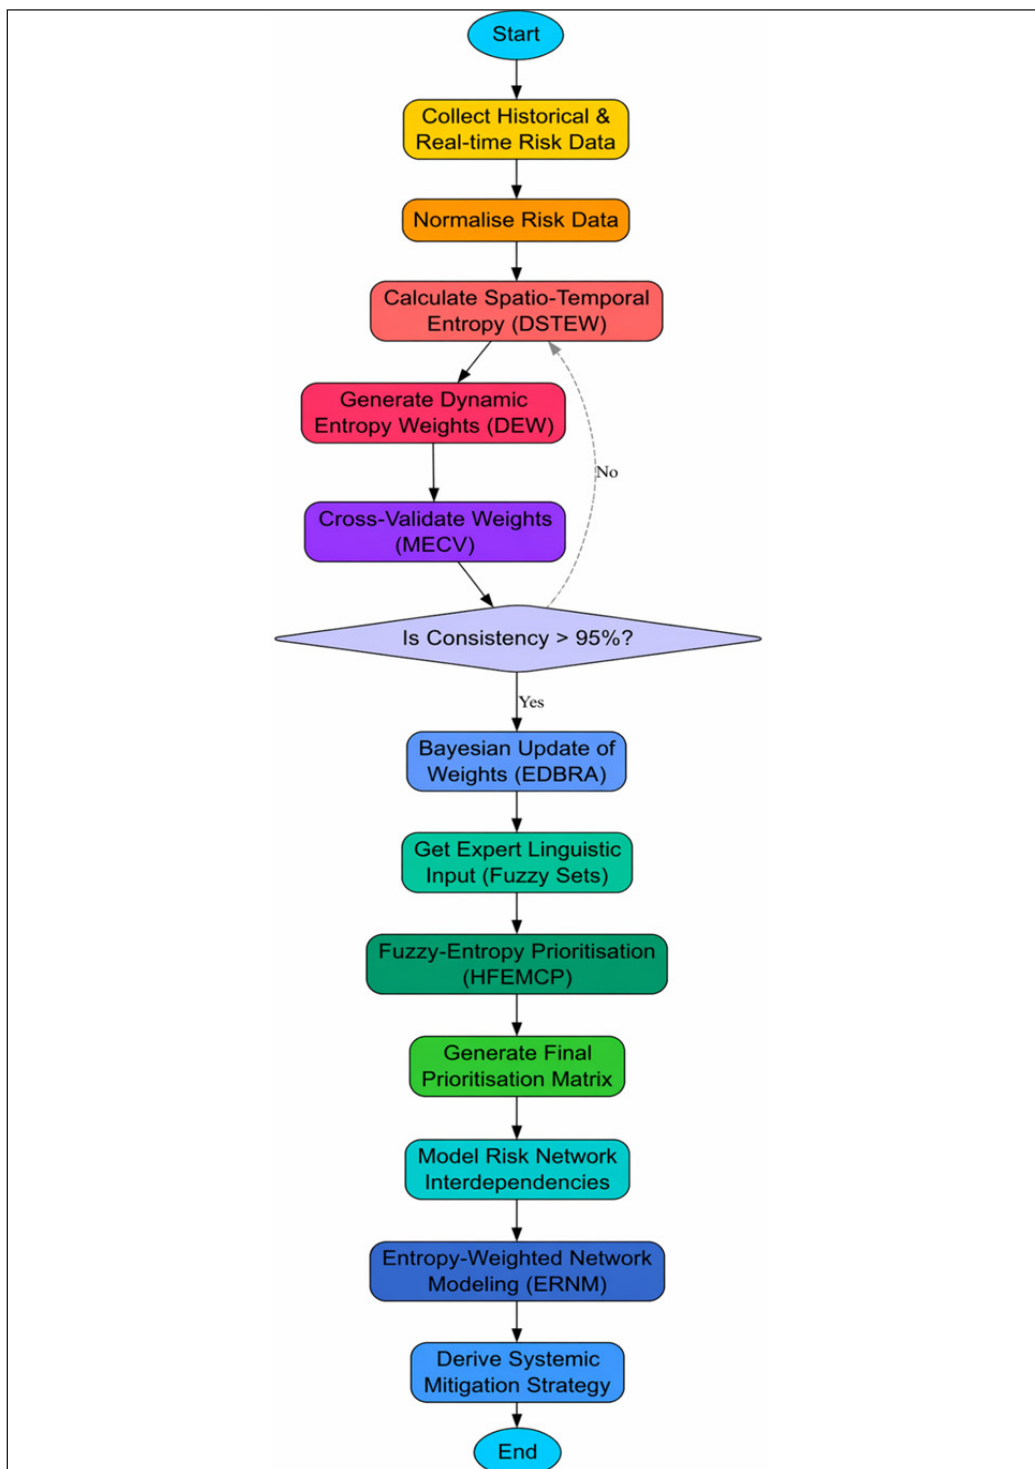 Start
Collect Historical &
Real-time Risk Data
Normalise Risk Data
Calculate Spatio-Temporal
Entropy (DSTEW)
Generate Dynamic
Entropy Weights (DEW)
No
Cross-Validate Weights
(MECV)
Is Consistency > 95%?
Yes
Bayesian Update of
Weights (EDBRA)
Get Expert Linguistic
Input (Fuzzy Sets)
Fuzzy-Entropy Prioritisation
(HFEMCP)
Generate Final
Prioritisation Matrix
Model Risk Network
Interdependencies
Entropy-Weighted Network
Modeling (ERNM)
Derive Systemic
Mitigation Strategy
End